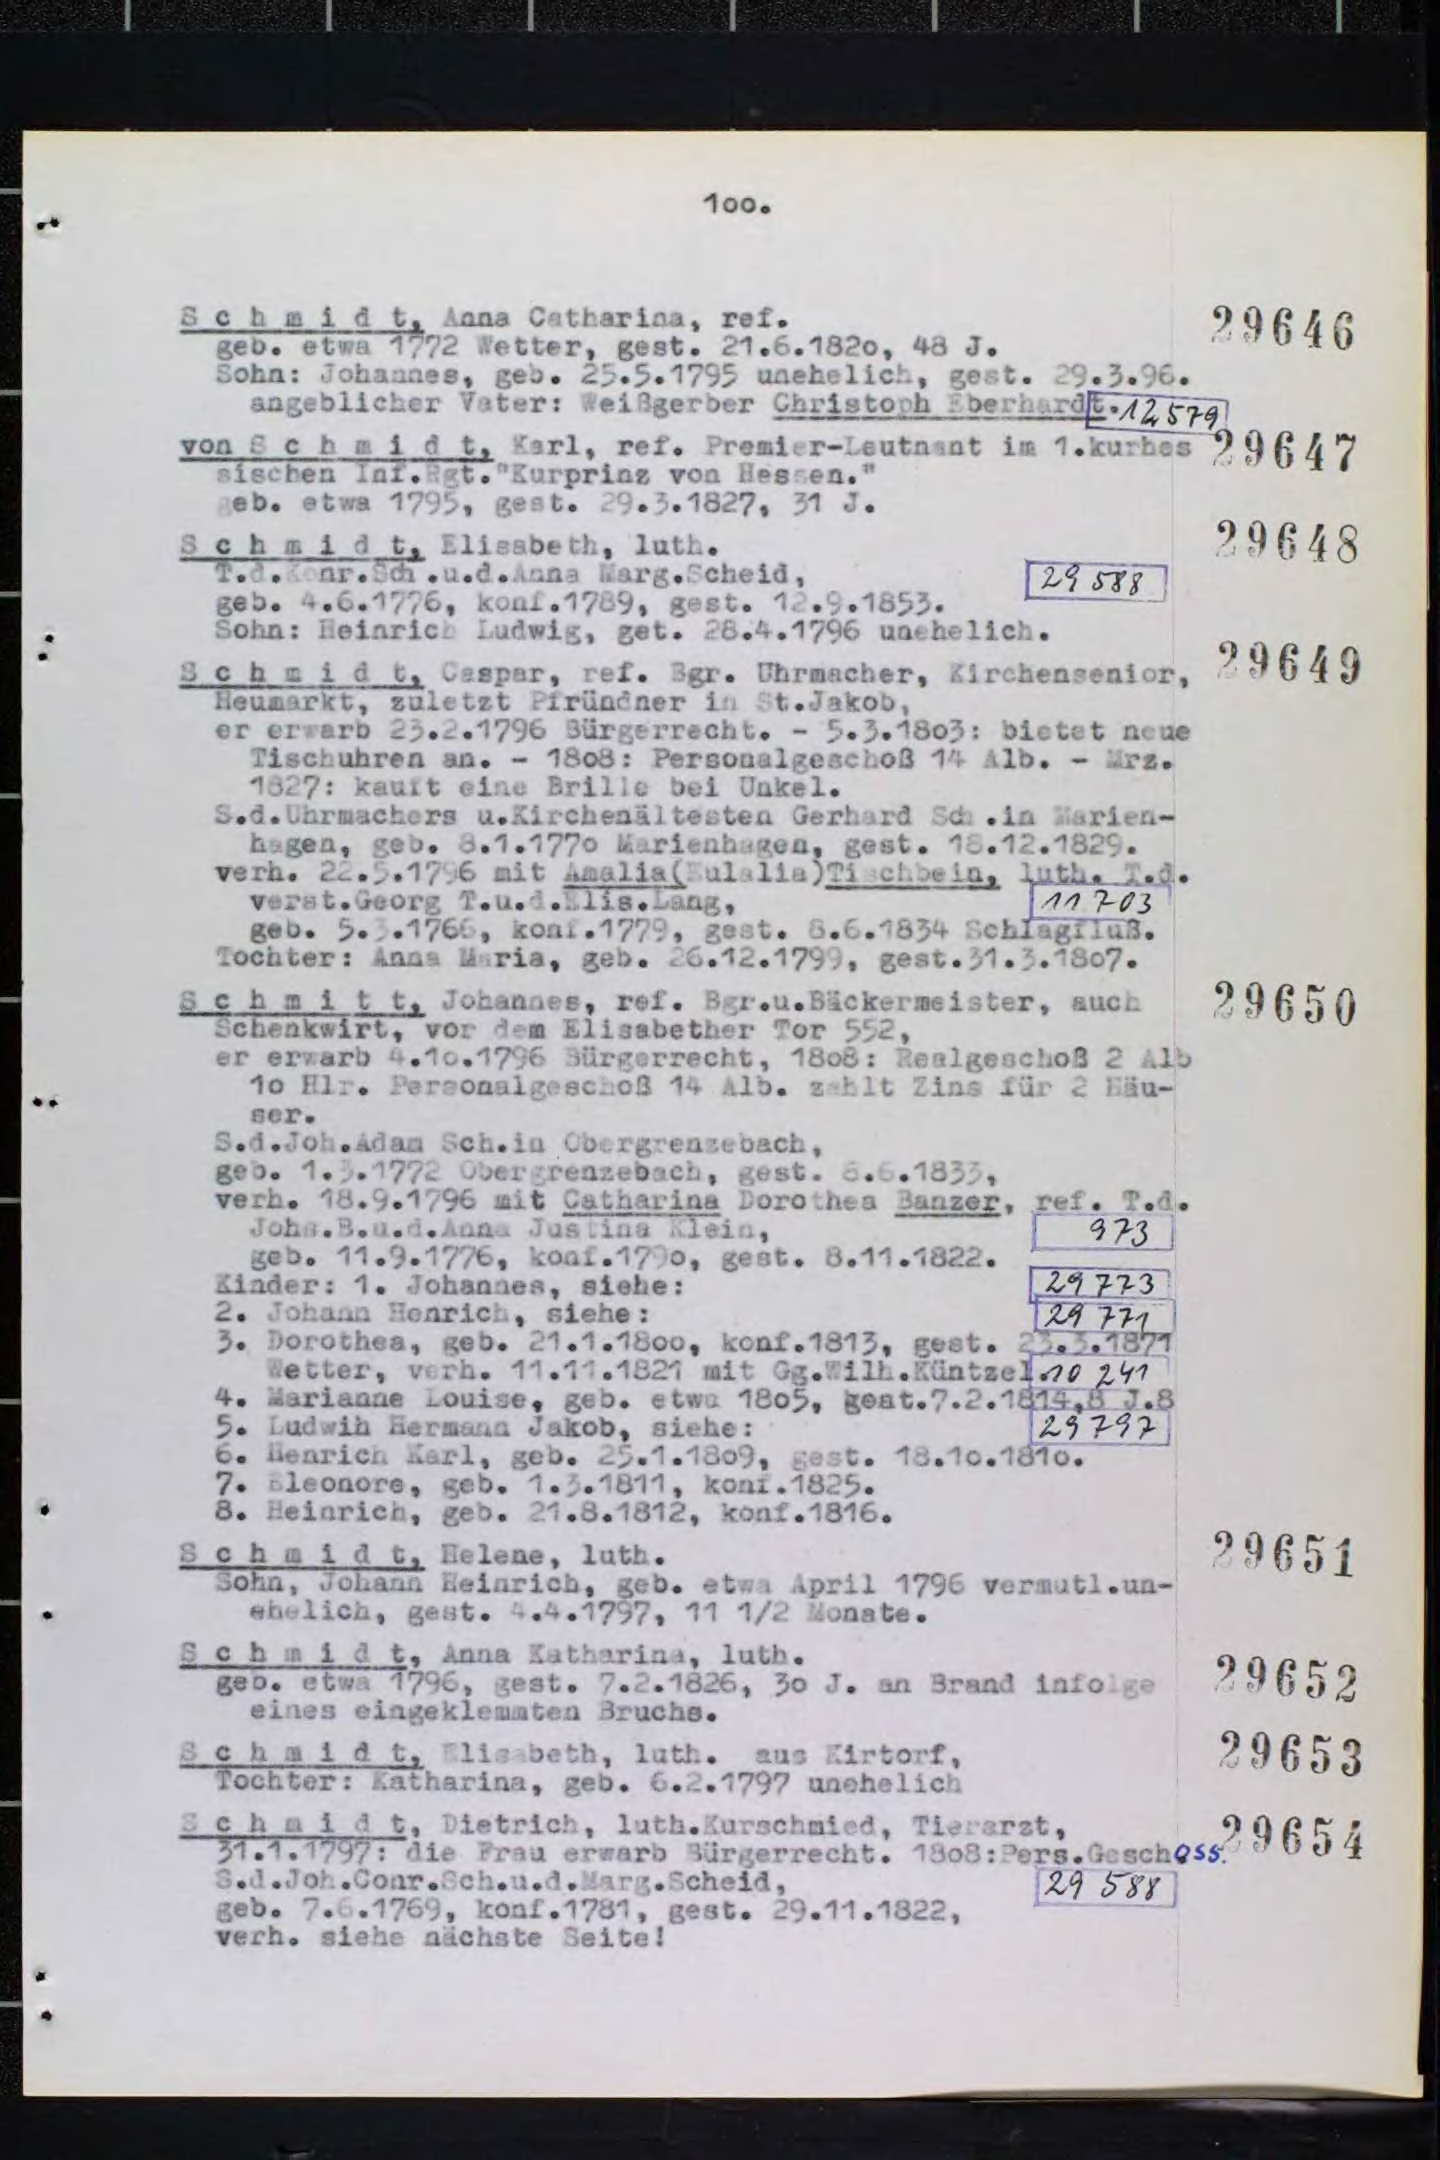 100.
S c h m i d t, Anna Catharina, ref. 29646
geb. etwa 1772 Wetter, gest. 21.6.1820, 48 J.
Sohn: Johannes, geb. 25.5.1795 unehelich, gest. 29.3.96.
angeblicher Vater: Weißgerber Christoph Eberhardt. 12579
von S c h m i d t, Karl, ref. Premier-Leutnant im 1.kurhes 29647
sischen Inf.Rgt."Kurprinz von Hessen."
geb. etwa 1795, gest. 29.3.1827, 31 J.
S c h m i d t, Elisabeth, luth. 29648
T.d.Konr.Sch.u.d.Anna Marg.Scheid, 29588
geb. 4.6.1776, konf.1789, gest. 12.9.1853.
Sohn: Heinrich Ludwig, get. 28.4.1796 unehelich.
S c h m i d t, Caspar, ref. Bgr. Uhrmacher, Kirchensenior, 29649
Heumarkt, zuletzt Pfründner in St.Jakob,
er erwarb 23.2.1796 Bürgerrecht. - 5.3.1803: bietet neue
Tischuhren an. - 1808: Personalgeschoß 14 Alb. - Mrz.
1827: kauft eine Brille bei Unkel.
S.d.Uhrmachers u.Kirchenältesten Gerhard Sch.in Marien-
hagen, geb. 8.1.1770 Marienhagen, gest. 18.12.1829.
verh. 22.5.1796 mit Amalia(Eulalia)Tischbein, luth. T.d.
verst.Georg T.u.d.Elis.Lang, 11703
geb. 5.3.1766, konf.1779, gest. 8.6.1834 Schlagfluß.
Tochter: Anna Maria, geb. 26.12.1799, gest.31.3.1807.
S c h m i t t, Johannes, ref. Bgr.u.Bäckermeister, auch 29650
Schenkwirt, vor dem Elisabether Tor 552,
er erwarb 4.10.1796 Bürgerrecht, 1808: Realgeschoß 2 Alb
10 Hlr. Personalgeschoß 14 Alb. zahlt Zins für 2 Häu-
ser.
S.d.Joh.Adam Sch.in Obergrenzebach,
geb. 1.3.1772 Obergrenzebach, gest. 8.6.1833,
verh. 18.9.1796 mit Catharina Dorothea Banzer, ref. T.d.
Johs.B.u.d.Anna Justina Klein, 973
geb. 11.9.1776, konf.1790, gest. 8.11.1822.
Kinder: 1. Johannes, siehe: 29773
2. Johann Henrich, siehe: 29771
3. Dorothea, geb. 21.1.1800, konf.1813, gest. 23.3.1871
Wetter, verh. 11.11.1821 mit Gg.Wilh.Küntzel. 10241
4. Marianne Louise, geb. etwa 1805, gest.7.2.1814,8 J.8
5. Ludwih Hermann Jakob, siehe: 29797
6. Henrich Karl, geb. 25.1.1809, gest. 18.10.1810.
7. Eleonore, geb. 1.3.1811, konf.1825.
8. Heinrich, geb. 21.8.1812, konf.1816.
S c h m i d t, Helene, luth. 29651
Sohn, Johann Heinrich, geb. etwa April 1796 vermutl.un-
ehelich, gest. 4.4.1797, 11 1/2 Monate.
S c h m i d t, Anna Katharina, luth. 29652
geb. etwa 1796, gest. 7.2.1826, 30 J. an Brand infolge
eines eingeklemmten Bruchs.
S c h m i d t, Elisabeth, luth. aus Kirtorf, 29653
Tochter: Katharina, geb. 6.2.1797 unehelich
S c h m i d t, Dietrich, luth.Kurschmied, Tierarzt, 29654
31.1.1797: die Frau erwarb Bürgerrecht. 1808:Pers.Geschoss.
S.d.Joh.Conr.Sch.u.d.Marg.Scheid, 29588
geb. 7.6.1769, konf.1781, gest. 29.11.1822,
verh. siehe nächste Seite!